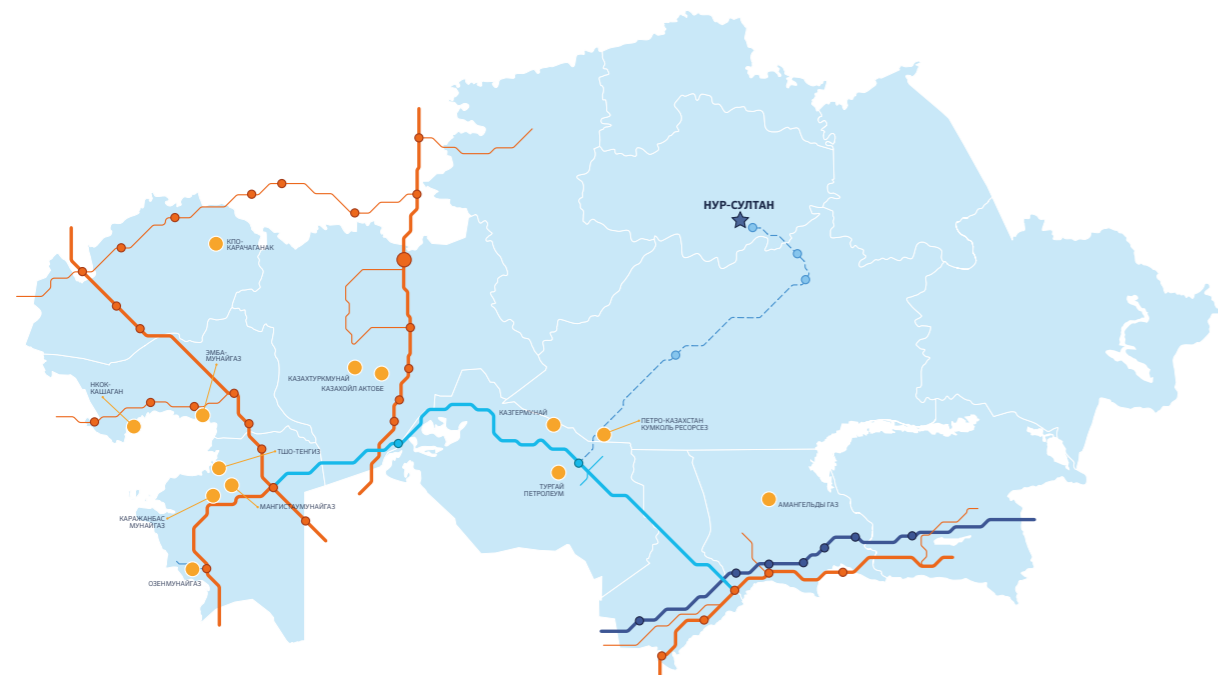 НУР-СУЛТАН
КПО-
КАРАЧАГАНАК
ЭМБА-
МУНАЙГАЗ
НКОК-
КАШАГАН
КАЗАХТУРКМУНАЙ
КАЗАХОЙЛ АКТОБЕ
КАЗГЕРМУНАЙ
ПЕТРО-КАЗАХСТАН
КУМКОЛЬ РЕСОРСЕЗ
ТШО-ТЕНГИЗ
ТУРГАЙ
ПЕТРОЛЕУМ
МАНГИСТАУМУНАЙГАЗ
АМАНГЕЛЬДЫ ГАЗ
КАРАЖАНБАС
МУНАЙГАЗ
ОЗЕНМУНАЙГАЗ